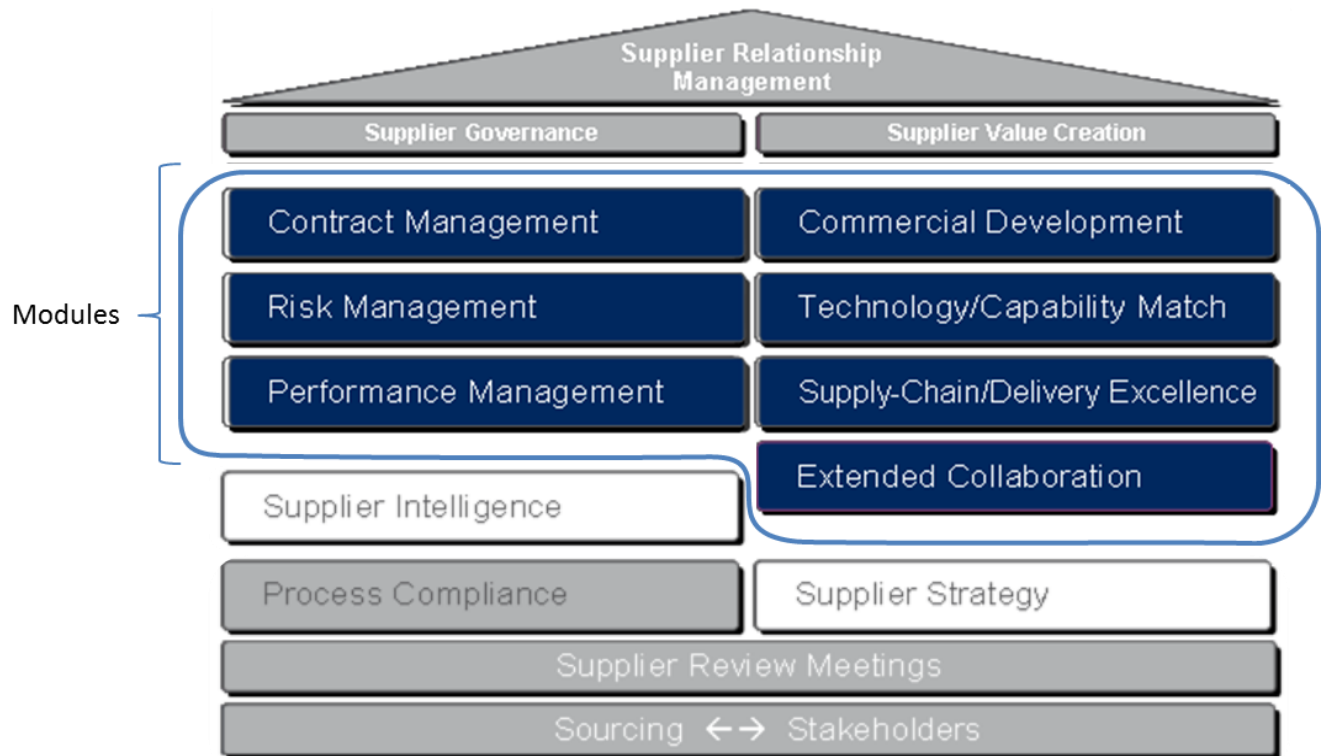 Supplier Relationship
Management
Supplier Governance
Supplier Value Creation
Modules
Contract Management
Commercial Development
Risk Management
Technology/Capability Match
Performance Management
Supply-Chain/Delivery Excellence
Extended Collaboration
Supplier Intelligence
Process Compliance
Supplier Strategy
Supplier Review Meetings
Sourcing ←→ Stakeholders